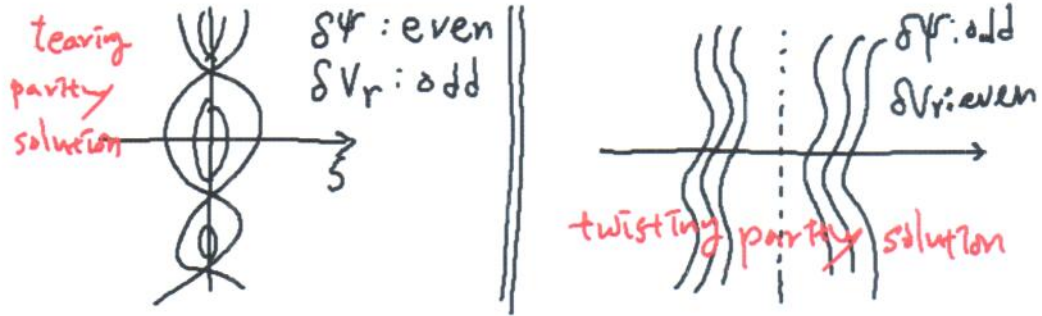 tearing
parity
solution
δψ : even
δVr : odd
ξ
δψ : odd
δVr : even
twisting parity solution